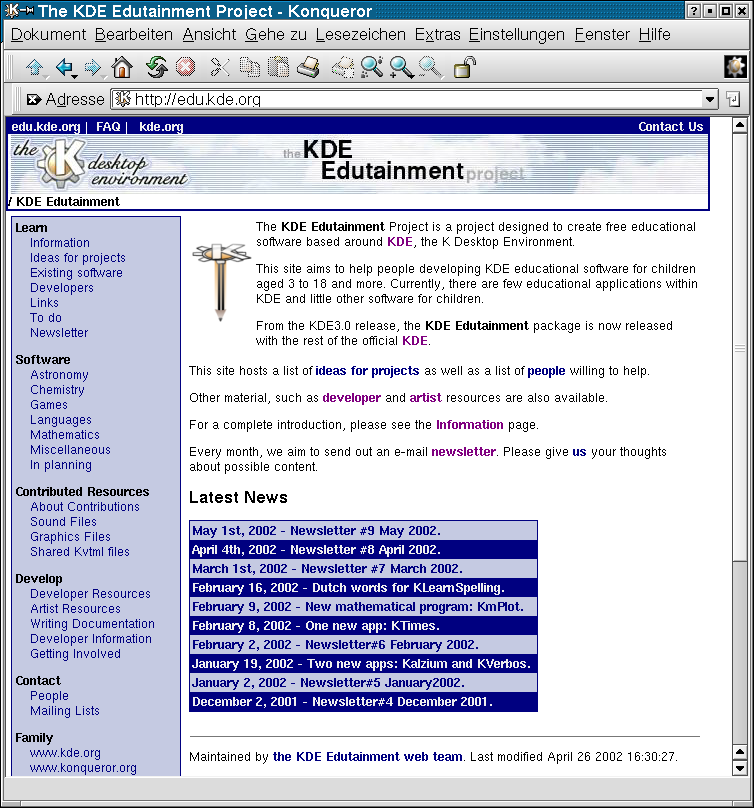 The KDE Edutainment Project - Konqueror
Dokument Bearbeiten Ansicht Gehe zu Lesezeichen Extras Einstellungen Fenster Hilfe
Adresse http://edu.kde.org
edu.kde.org | FAQ | kde.org Contact Us
the K desktop environment
the KDE Edutainment project
/ KDE Edutainment
Learn
Information
Ideas for projects
Existing software
Developers
Links
To do
Newsletter
Software
Astronomy
Chemistry
Games
Languages
Mathematics
Miscellaneous
In planning
Contributed Resources
About Contributions
Sound Files
Graphics Files
Shared Kvtml files
Develop
Developer Resources
Artist Resources
Writing Documentation
Developer Information
Getting Involved
Contact
People
Mailing Lists
Family
www.kde.org
www.konqueror.org
The KDE Edutainment Project is a project designed to create free educational
software based around KDE, the K Desktop Environment.
This site aims to help people developing KDE educational software for children
aged 3 to 18 and more. Currently, there are few educational applications within
KDE and little other software for children.
From the KDE3.0 release, the KDE Edutainment package is now released
with the rest of the official KDE.
This site hosts a list of ideas for projects as well as a list of people willing to help.
Other material, such as developer and artist resources are also available.
For a complete introduction, please see the Information page.
Every month, we aim to send out an e-mail newsletter. Please give us your thoughts
about possible content.
Latest News
May 1st, 2002 - Newsletter #9 May 2002.
April 4th, 2002 - Newsletter #8 April 2002.
March 1st, 2002 - Newsletter #7 March 2002.
February 16, 2002 - Dutch words for KLearnSpelling.
February 9, 2002 - New mathematical program: KmPlot.
February 8, 2002 - One new app: KTimes.
February 2, 2002 - Newsletter#6 February 2002.
January 19, 2002 - Two new apps: Kalzium and KVerbos.
January 2, 2002 - Newsletter#5 January2002.
December 2, 2001 - Newsletter#4 December 2001.
Maintained by the KDE Edutainment web team. Last modified April 26 2002 16:30:27.